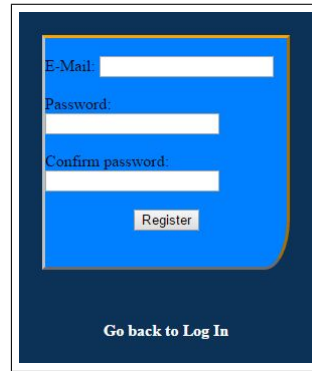 E-Mail:
Password:
Confirm password:
Register
Go back to Log In